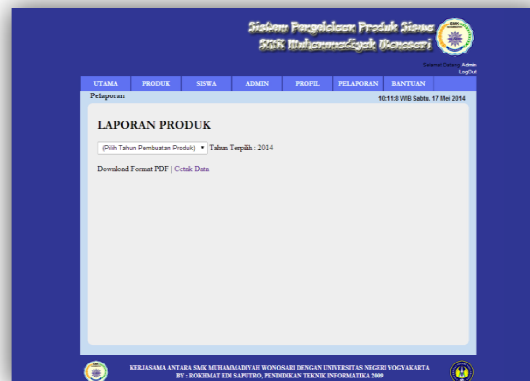 Sistem Pengelolaan Produk Siswa
SMK Muhammadiyah Wonosari
Selamat Datang Admin
LogOut
UTAMA PRODUK SISWA ADMIN PROFIL PELAPORAN BANTUAN
Pelaporan 10:11:8 WIB Sabtu, 17 Mei 2014
LAPORAN PRODUK
(Pilih Tahun Pembuatan Produk) Tahun Terpilih : 2014
Download Format PDF | Cetak Data
KERJASAMA ANTARA SMK MUHAMMADIYAH WONOSARI DENGAN UNIVERSITAS NEGERI YOGYAKARTA
BY : ROKHMAT EDI SAPUTRO, PENDIDIKAN TEKNIK INFORMATIKA 2009